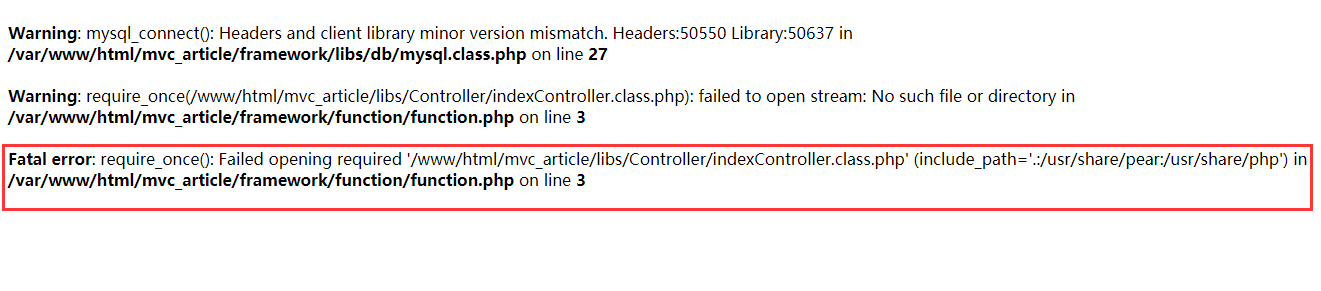 Warning: mysql_connect(): Headers and client library minor version mismatch. Headers:50550 Library:50637 in
/var/www/html/mvc_article/framework/libs/db/mysql.class.php on line 27
Warning: require_once(/www/html/mvc_article/libs/Controller/indexController.class.php): failed to open stream: No such file or directory in
/var/www/html/mvc_article/framework/function/function.php on line 3
Fatal error: require_once(): Failed opening required '/www/html/mvc_article/libs/Controller/indexController.class.php' (include_path='.:/usr/share/pear:/usr/share/php') in
/var/www/html/mvc_article/framework/function/function.php on line 3